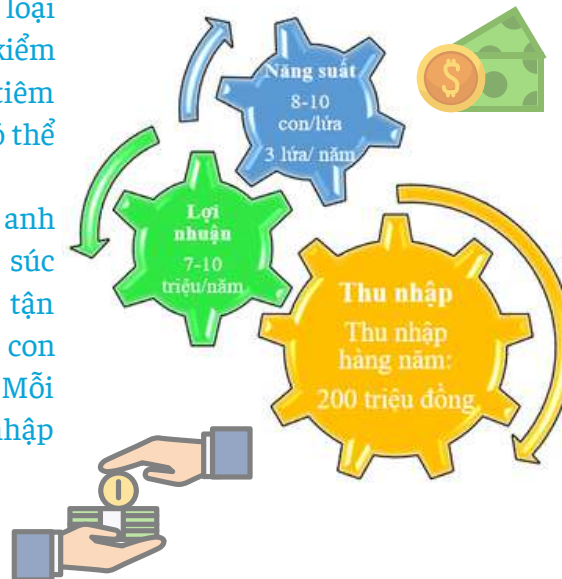 loại
kiểm
tiêm
ó thể
anh
súc
tận
con
Mỗi
nhập
Năng suất
8-10
con/lứa
3 lứa/ năm
Lợi
nhuận
7-10
triệu/năm
Thu nhập
Thu nhập
hàng năm:
200 triệu đồng